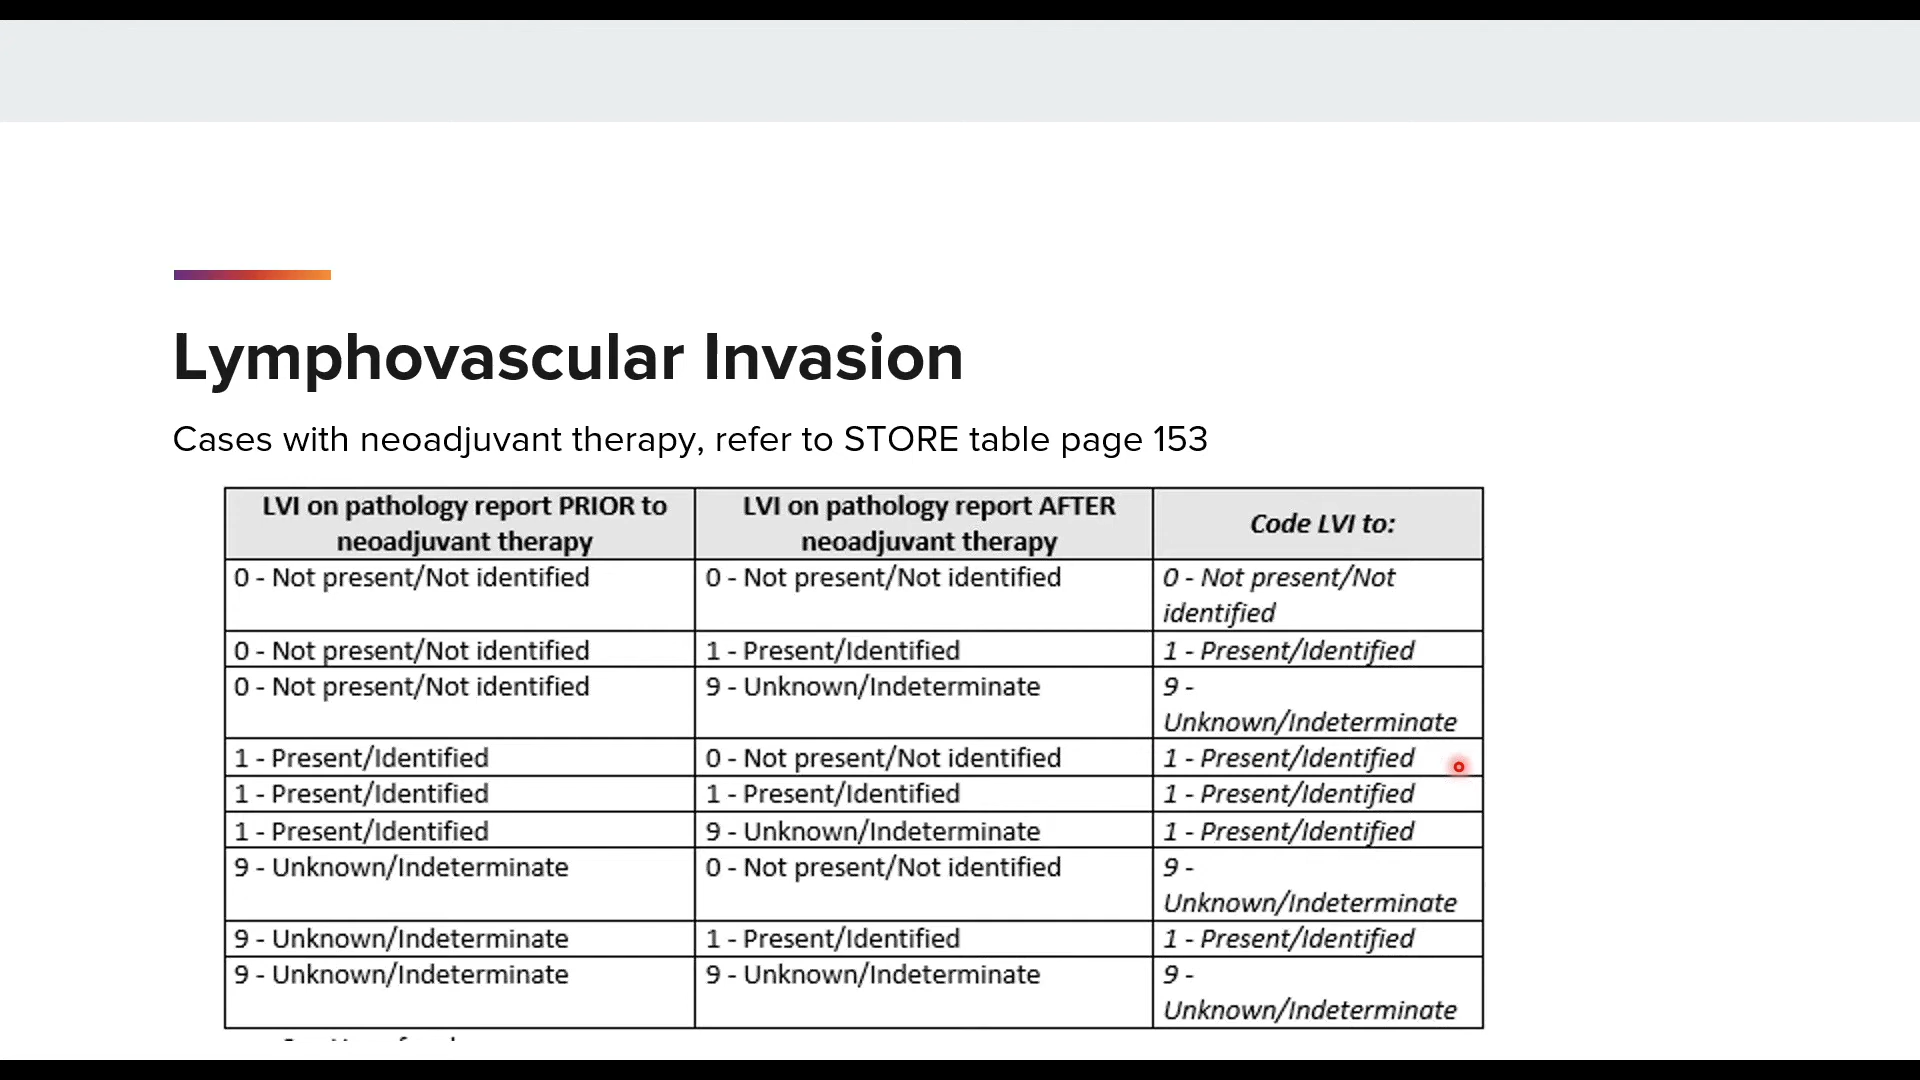 Lymphovascular Invasion
Cases with neoadjuvant therapy, refer to STORE table page 153
LVI on pathology report PRIOR to neoadjuvant therapy
LVI on pathology report AFTER neoadjuvant therapy
Code LVI to:
0 - Not present/Not identified
0 - Not present/Not identified
0 - Not present/Not identified
0 - Not present/Not identified
1 - Present/Identified
1 - Present/Identified
0 - Not present/Not identified
9 - Unknown/Indeterminate
9 - Unknown/Indeterminate
1 - Present/Identified
0 - Not present/Not identified
1 - Present/Identified
1 - Present/Identified
1 - Present/Identified
1 - Present/Identified
1 - Present/Identified
9 - Unknown/Indeterminate
1 - Present/Identified
9 - Unknown/Indeterminate
0 - Not present/Not identified
9 - Unknown/Indeterminate
9 - Unknown/Indeterminate
1 - Present/Identified
1 - Present/Identified
9 - Unknown/Indeterminate
9 - Unknown/Indeterminate
9 - Unknown/Indeterminate